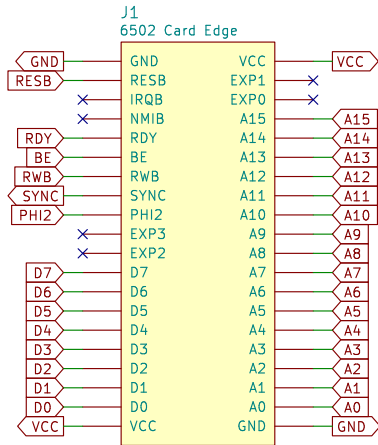 J1
6502 Card Edge
GND GND VCC VCC
RESB RESB EXP1
IRQB EXP0
NMIB A15 A15
RDY RDY A14 A14
BE BE A13 A13
RWB RWB A12 A12
SYNC SYNC A11 A11
PHI2 PHI2 A10 A10
EXP3 A9 A9
EXP2 A8 A8
D7 D7 A7 A7
D6 D6 A6 A6
D5 D5 A5 A5
D4 D4 A4 A4
D3 D3 A3 A3
D2 D2 A2 A2
D1 D1 A1 A1
D0 D0 A0 A0
VCC VCC GND GND